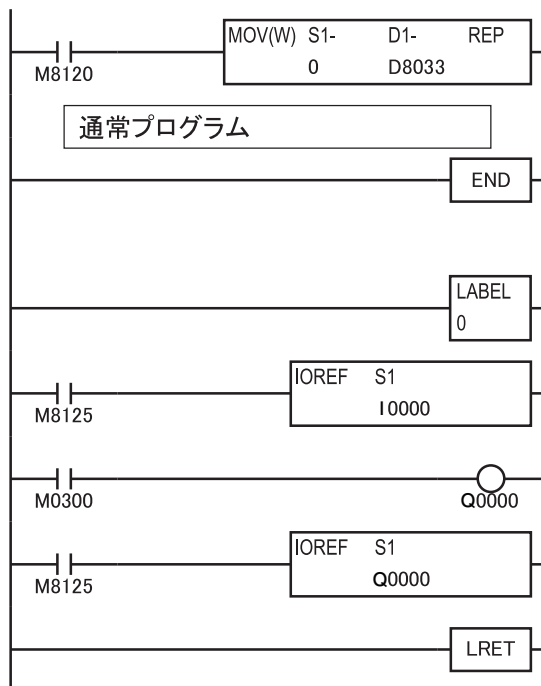 MOV(W) S1- D1- REP
0 D8033
M8120
通常プログラム
END
LABEL
0
IOREF S1
I0000
M8125
M0300
Q0000
IOREF S1
Q0000
M8125
LRET